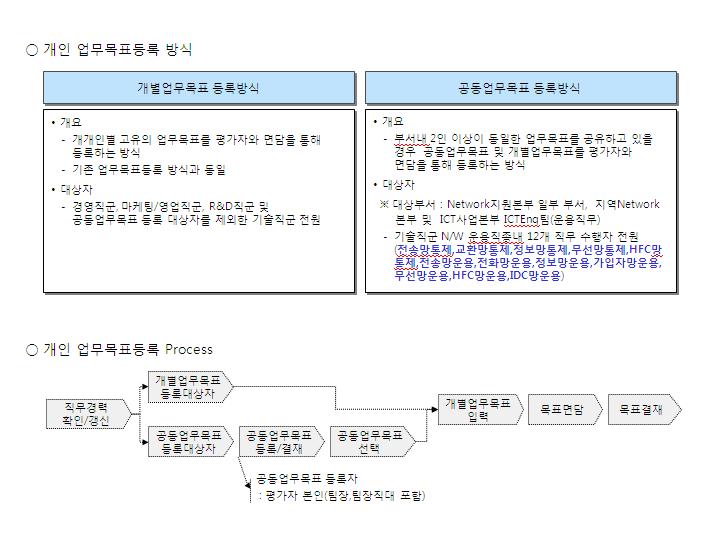 ○ 개인 업무목표등록 방식
개별업무목표 등록방식
• 개요
- 개개인별 고유의 업무목표를 평가자와 면담을 통해
등록하는 방식
- 기존 업무목표등록 방식과 동일
• 대상자
- 경영직군, 마케팅/영업직군, R&D직군 및
공동업무목표 등록 대상자를 제외한 기술직군 전원
공동업무목표 등록방식
• 개요
- 부서내 2인 이상이 동일한 업무목표를 공유하고 있을
경우 공동업무목표 및 개별업무목표를 평가자와
면담을 통해 등록하는 방식
• 대상자
※ 대상부서 : Network지원본부 일부 부서, 지역Network
본부 및 ICT사업본부 ICTEng팀(운용직무)
- 기술직군 N/W 운용직종내 12개 직무 수행자 전원
(전송망통제,교환망통제,정보망통제,무선망통제,HFC망
통제,전송망운용,전화망운용,정보망운용,가입자망운용,
무선망운용,HFC망운용,IDC망운용)
○ 개인 업무목표등록 Process
직무경력
확인/갱신
개별업무목표
등록대상자
공동업무목표
등록대상자
공동업무목표
등록/결재
공동업무목표
선택
개별업무목표
입력
목표면담
목표결재
공동업무목표 등록자
: 평가자 본인(팀장,팀장직대 포함)